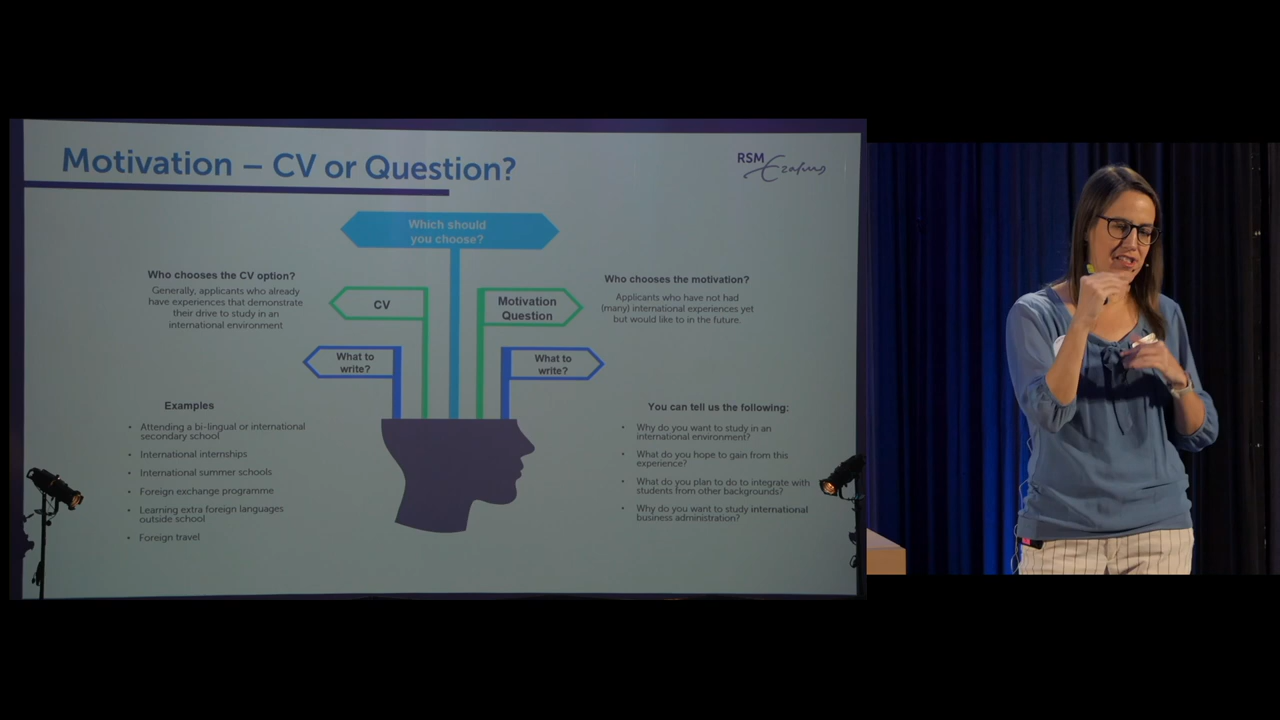 Motivation – CV or Question?
RSM
Erasmus
Which should
you choose?
Who chooses the CV option?
Generally, applicants who already
have experiences that demonstrate
their drive to study in an
international environment
CV
Motivation
Question
Who chooses the motivation?
Applicants who have not had
(many) international experiences yet
but would like to in the future.
What to
write?
What to
write?
Examples
• Attending a bi-lingual or international
secondary school
• International internships
• International summer schools
• Foreign exchange programme
• Learning extra foreign languages
outside school
• Foreign travel
You can tell us the following:
• Why do you want to study in an
international environment?
• What do you hope to gain from this
experience?
• What do you plan to do to integrate with
students from other backgrounds?
• Why do you want to study international
business administration?